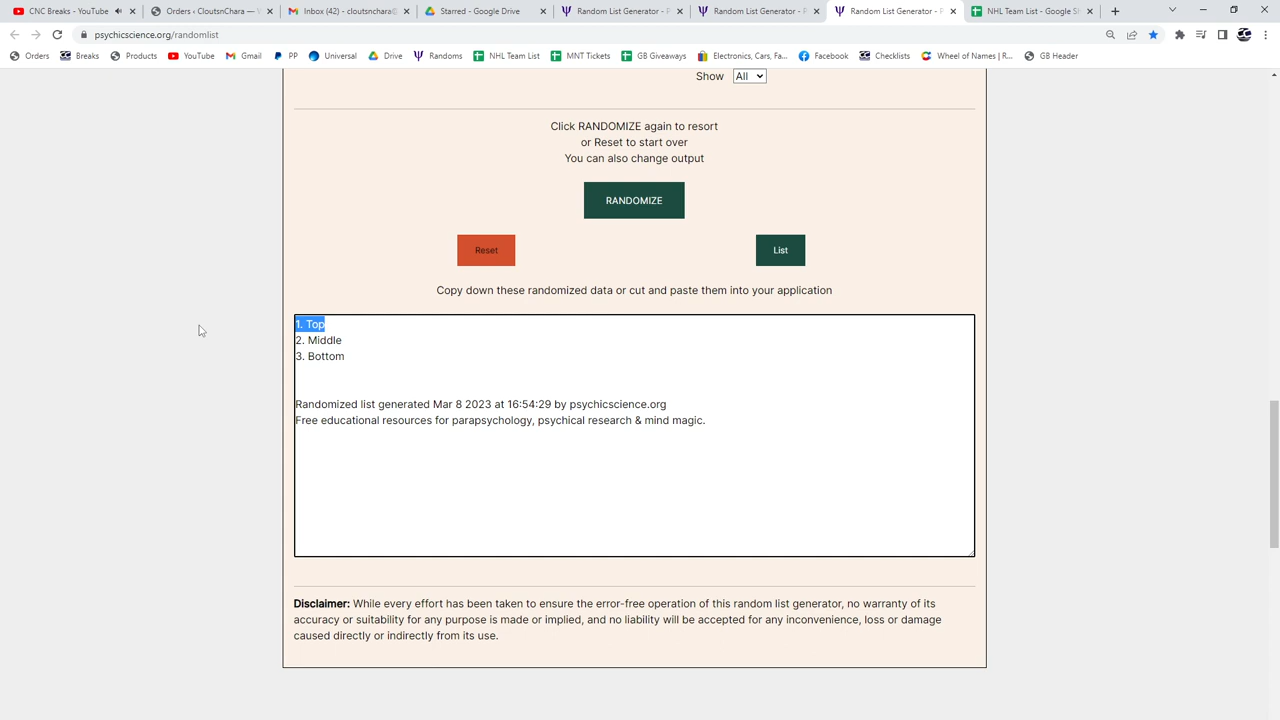 CNC Breaks - YouTube
Orders ‹ CloutsnChara —
Inbox (42) - cloutsnchara@
Starred - Google Drive
Random List Generator - P
Random List Generator - P
Random List Generator - P
NHL Team List - Google S
psychicscience.org/randomlist
Orders
Breaks
Products
YouTube
Gmail
PP
Universal
Drive
Randoms
NHL Team List
MNT Tickets
GB Giveaways
Electronics, Cars, Fa...
Facebook
Checklists
Wheel of Names | R...
GB Header
Show All
Click RANDOMIZE again to resort
or Reset to start over
You can also change output
RANDOMIZE
Reset
List
Copy down these randomized data or cut and paste them into your application
1. Top
2. Middle
3. Bottom
Randomized list generated Mar 8 2023 at 16:54:29 by psychicscience.org
Free educational resources for parapsychology, psychical research & mind magic.
Disclaimer: While every effort has been taken to ensure the error-free operation of this random list generator, no warranty of its
accuracy or suitability for any purpose is made or implied, and no liability will be accepted for any inconvenience, loss or damage
caused directly or indirectly from its use.